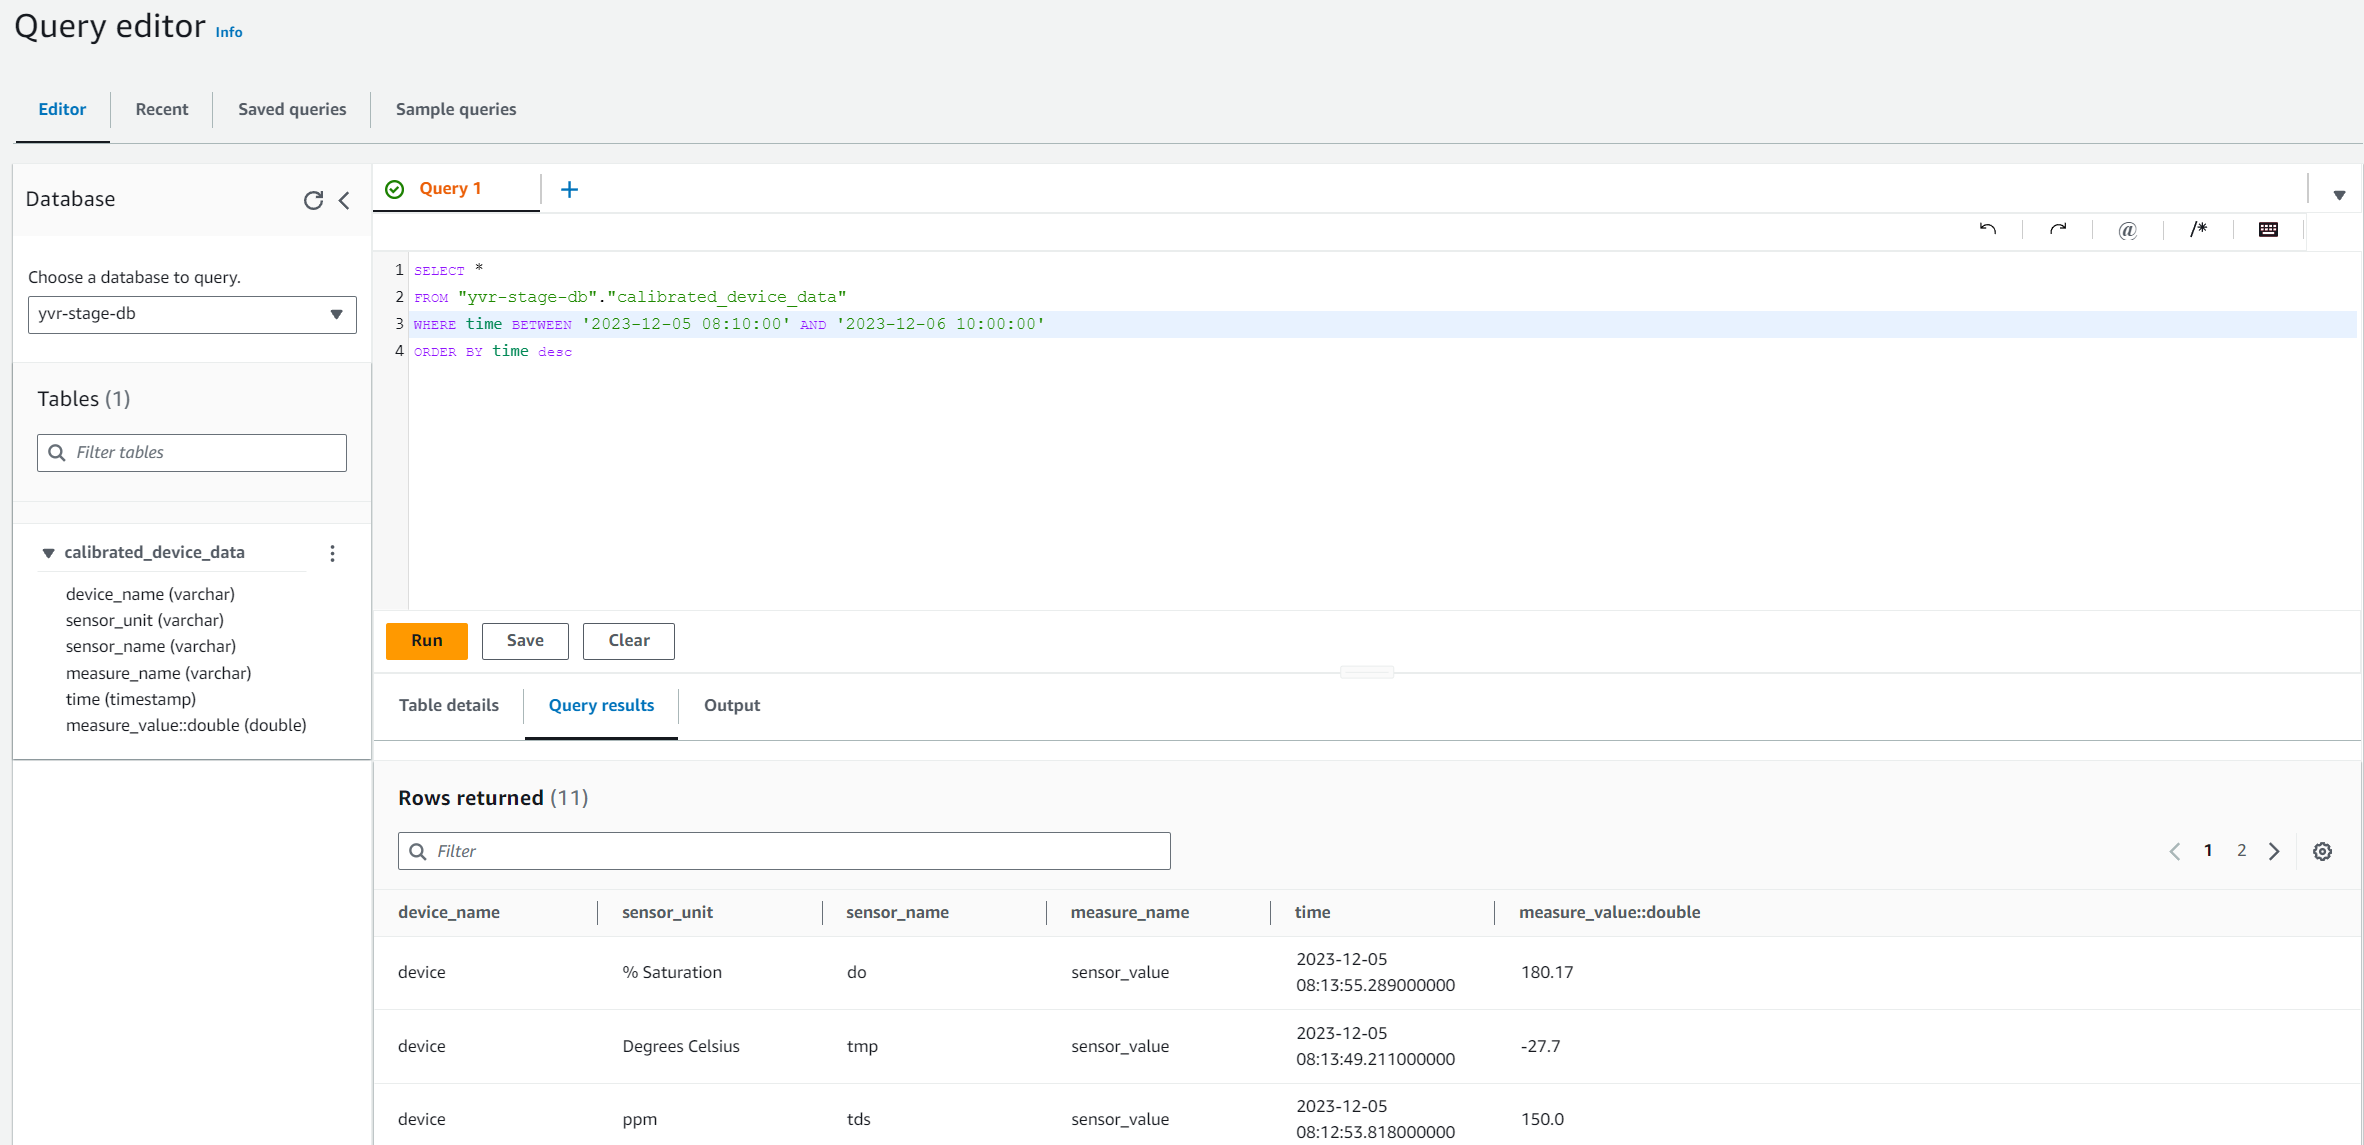 Query editor Info
Editor Recent Saved queries Sample queries
Database
Choose a database to query.
yvr-stage-db
Tables (1)
Filter tables
calibrated_device_data
device_name (varchar)
sensor_unit (varchar)
sensor_name (varchar)
measure_name (varchar)
time (timestamp)
measure_value::double (double)
Query 1
@ /*
1 SELECT *
2 FROM "yvr-stage-db"."calibrated_device_data"
3 WHERE time BETWEEN '2023-12-05 08:10:00' AND '2023-12-06 10:00:00'
4 ORDER BY time desc
Run Save Clear
Table details Query results Output
Rows returned (11)
Filter
1 2
device_name sensor_unit sensor_name measure_name time measure_value::double
device % Saturation do sensor_value 2023-12-05 08:13:55.289000000 180.17
device Degrees Celsius tmp sensor_value 2023-12-05 08:13:49.211000000 -27.7
device ppm tds sensor_value 2023-12-05 08:12:53.818000000 150.0